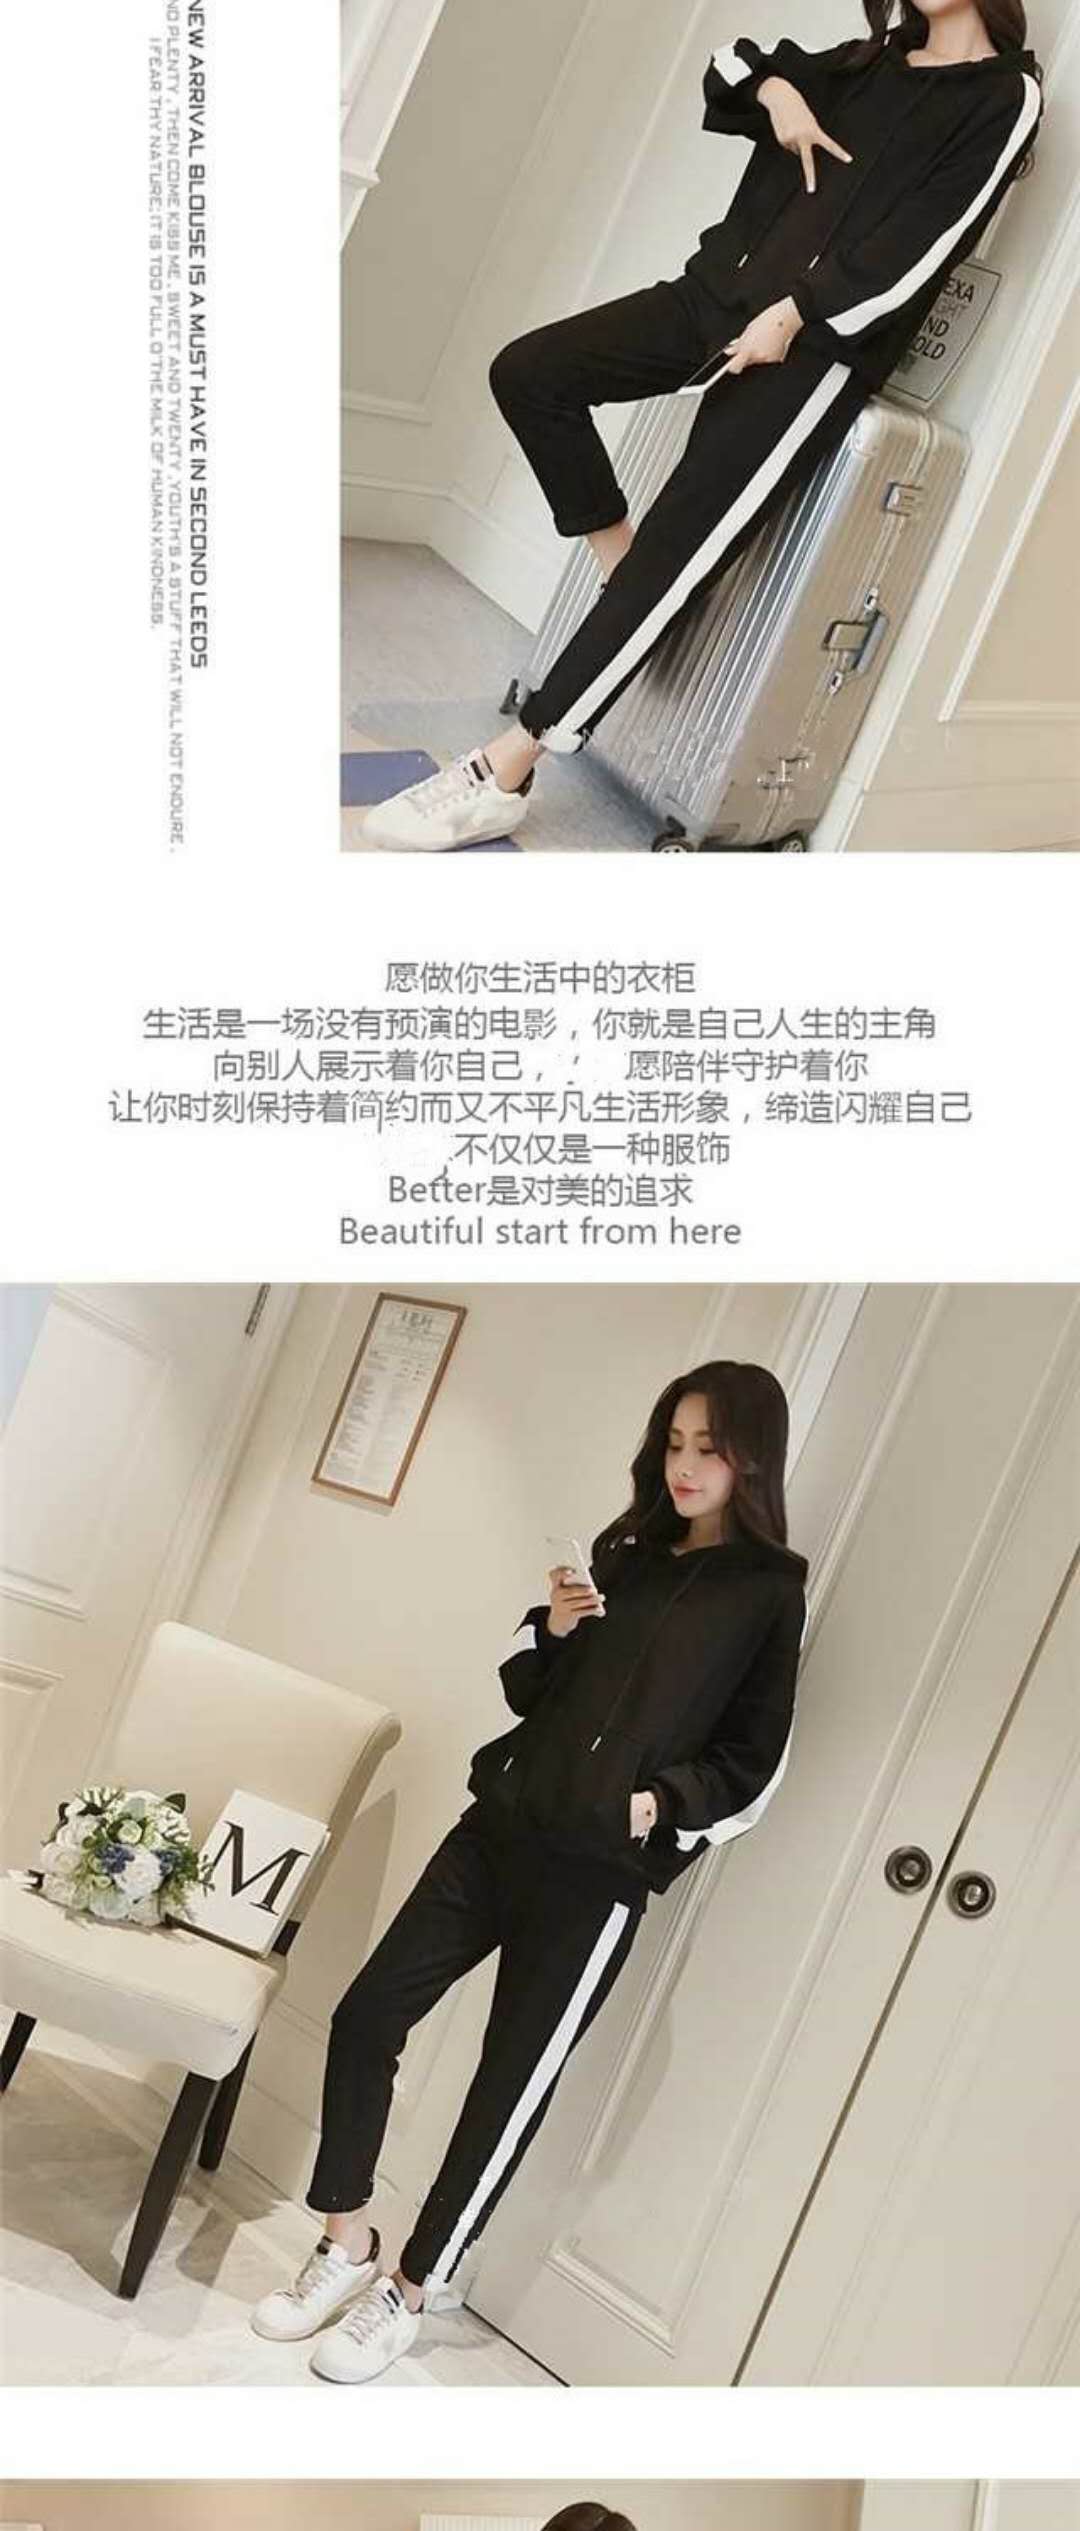 NEW ARRIVAL BLOUSE IS A MUST HAVE IN SECOND LEEDS
ND PLENTY , THEN COME KISS ME , SWEET AND TWENTY , YOUTH'S A STUFF THAT WILL NOT ENDURE .
I FEAR THY NATURE; IT IS TOO FULL O'THE MILK OF HUMAN KINDNESS.
EXA
GHT
ND
OLD
愿做你生活中的衣柜
生活是一场没有预演的电影，你就是自己人生的主角
向别人展示着你自己， 愿陪伴守护着你
让你时刻保持着简约而又不平凡生活形象，缔造闪耀自己
不仅仅是一种服饰
Better是对美的追求
Beautiful start from here
M